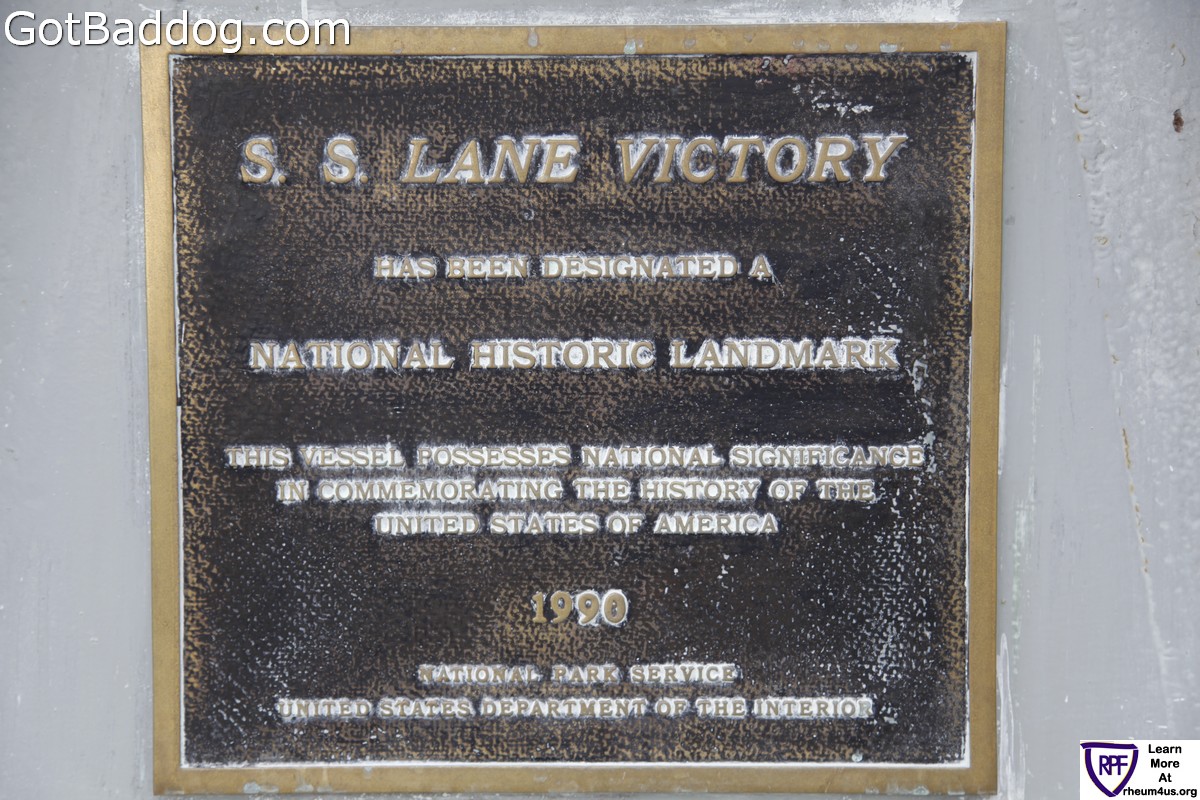 GotBaddog.com
S. S. LANE VICTORY
HAS BEEN DESIGNATED A
NATIONAL HISTORIC LANDMARK
THIS VESSEL POSSESSES NATIONAL SIGNIFICANCE
IN COMMEMORATING THE HISTORY OF THE
UNITED STATES OF AMERICA
1990
NATIONAL PARK SERVICE
UNITED STATES DEPARTMENT OF THE INTERIOR
RPF
Learn
More
At
rheum4us.org